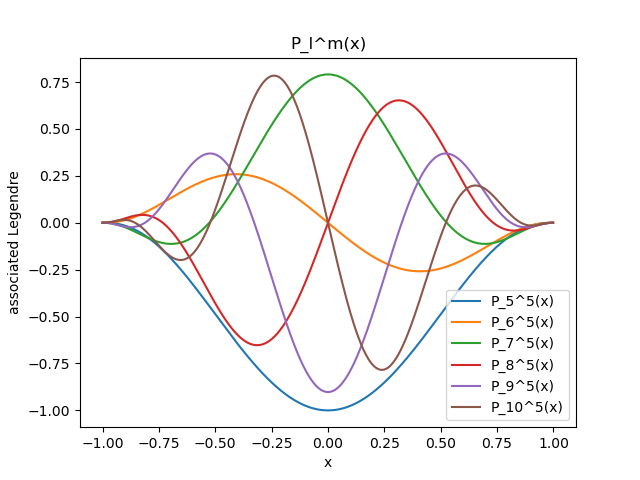 P_l^m(x)
associated Legendre
0.75
0.50
0.25
0.00
−0.25
−0.50
−0.75
−1.00
P_5^5(x)
P_6^5(x)
P_7^5(x)
P_8^5(x)
P_9^5(x)
P_10^5(x)
−1.00 −0.75 −0.50 −0.25 0.00 0.25 0.50 0.75 1.00
x